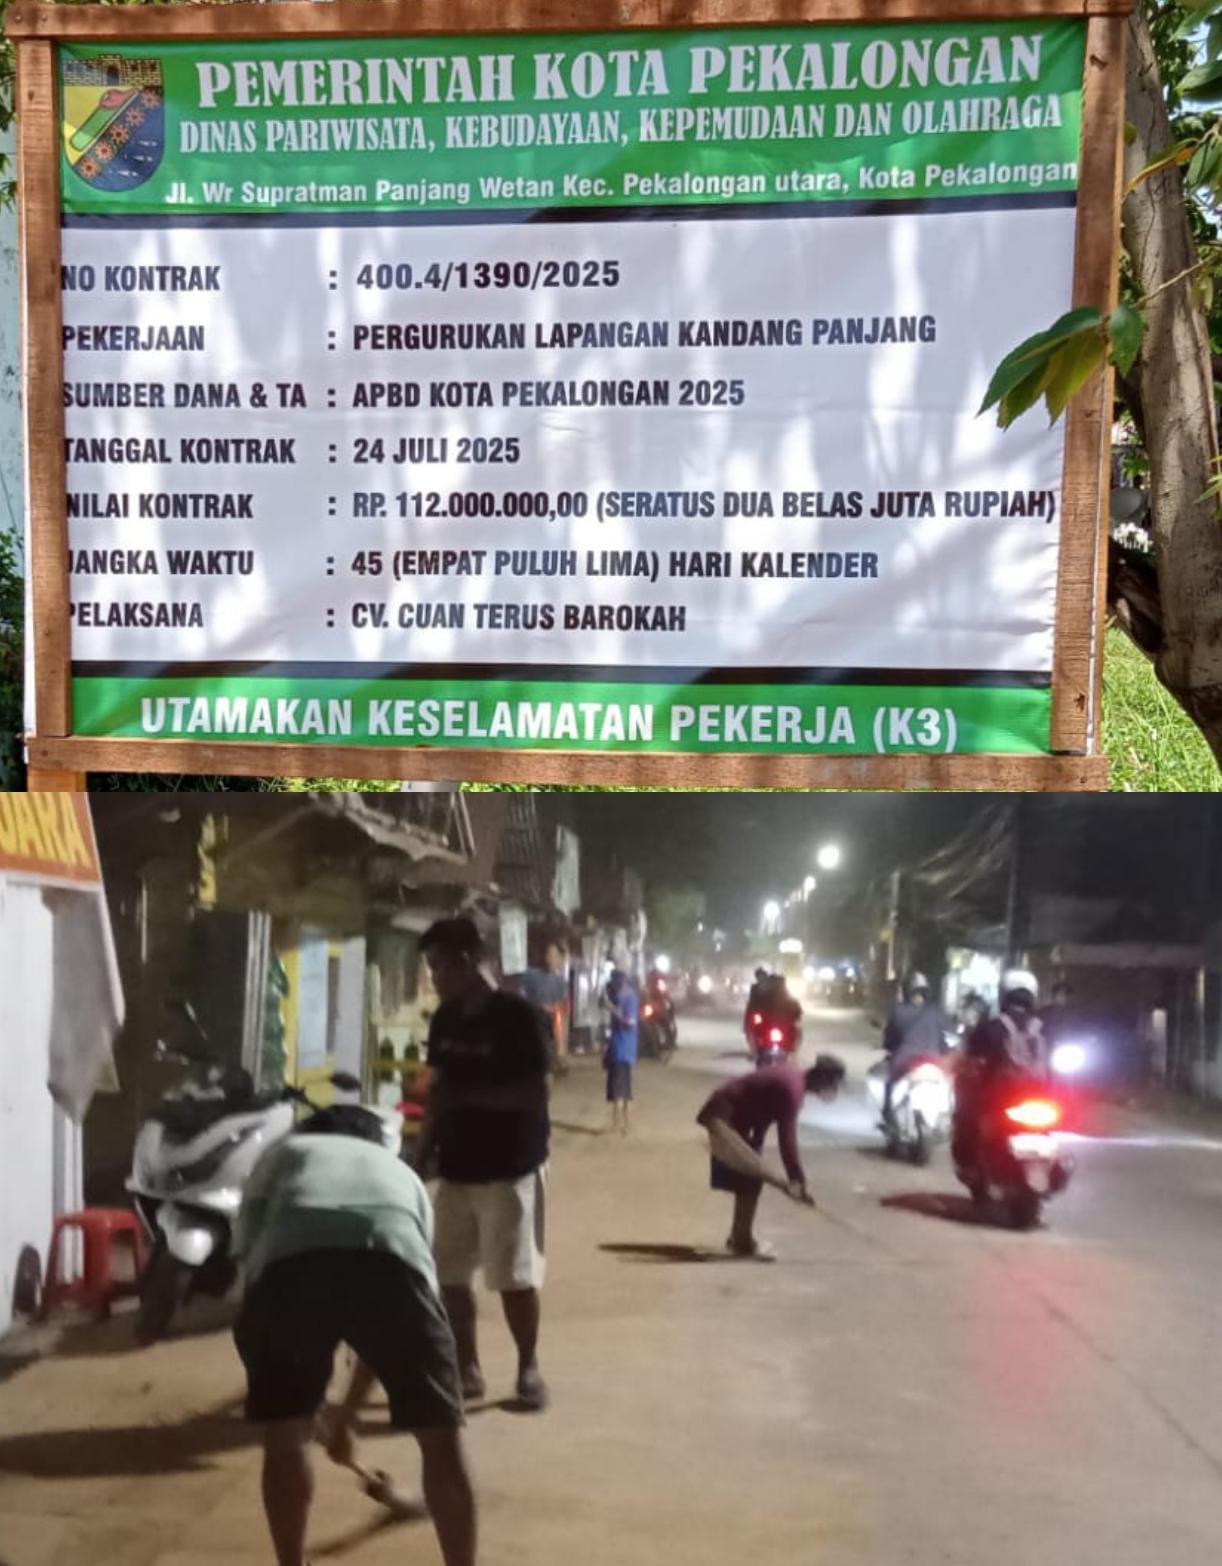 PEMERINTAH KOTA PEKALONGAN
DINAS PARIWISATA, KEBUDAYAAN, KEPEMUDAAN DAN OLAHRAGA
Jl. Wr Supratman Panjang Wetan Kec. Pekalongan utara, Kota Pekalongan
NO KONTRAK : 400.4/1390/2025
PEKERJAAN : PERGURUKAN LAPANGAN KANDANG PANJANG
SUMBER DANA & TA : APBD KOTA PEKALONGAN 2025
TANGGAL KONTRAK : 24 JULI 2025
NILAI KONTRAK : RP. 112.000.000,00 (SERATUS DUA BELAS JUTA RUPIAH)
JANGKA WAKTU : 45 (EMPAT PULUH LIMA) HARI KALENDER
PELAKSANA : CV. CUAN TERUS BAROKAH
UTAMAKAN KESELAMATAN PEKERJA (K3)